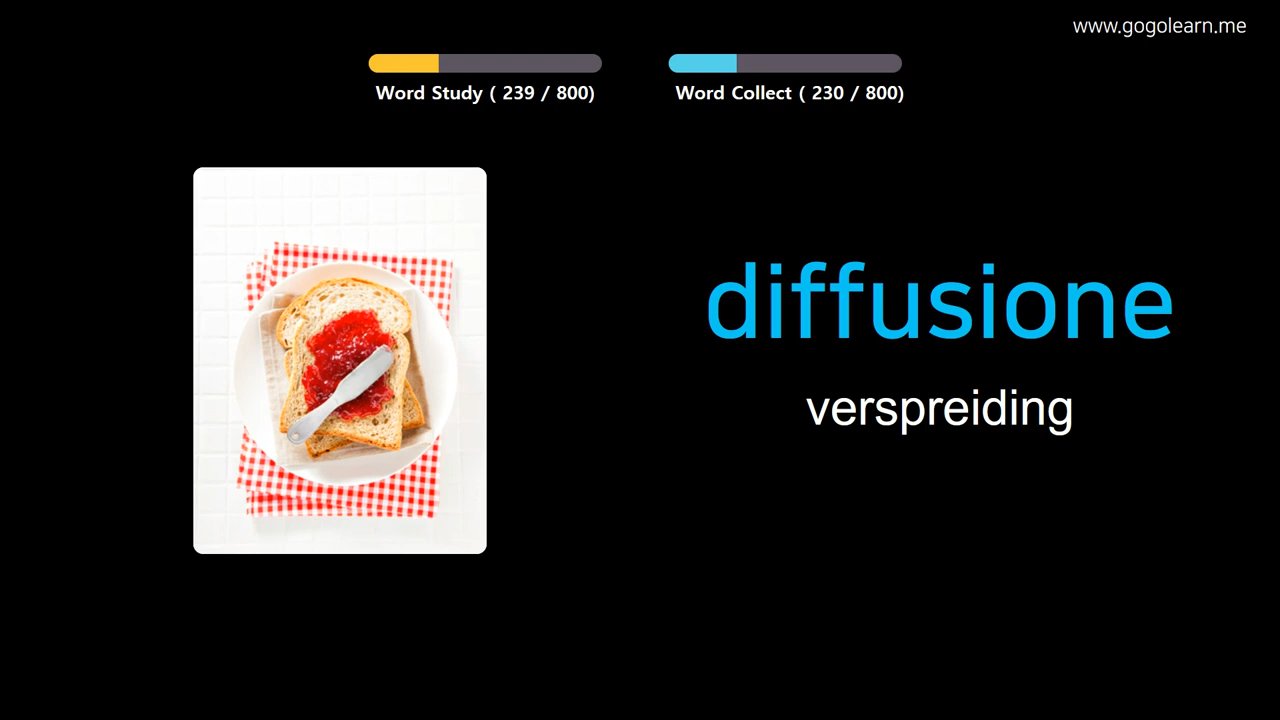 www.gogolearn.me
Word Study ( 239 / 800)
Word Collect ( 230 / 800)
diffusione
verspreiding